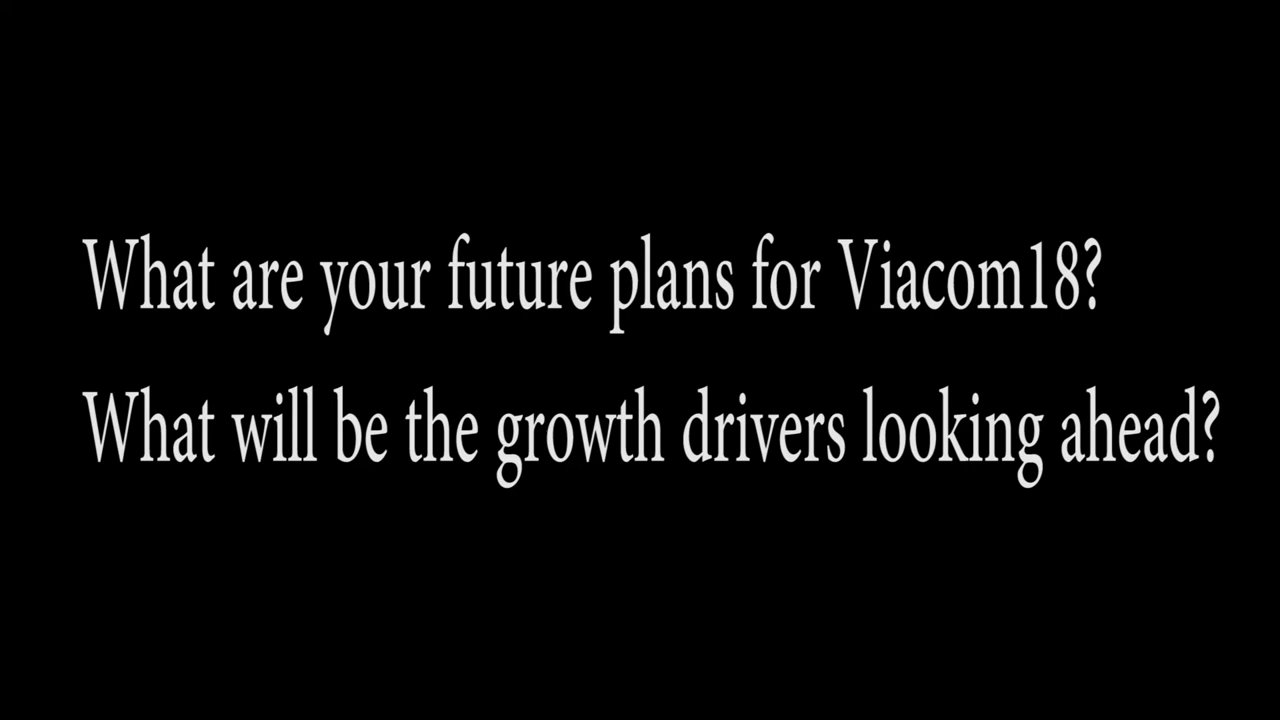 What are your future plans for Viacom18?
What will be the growth drivers looking ahead?